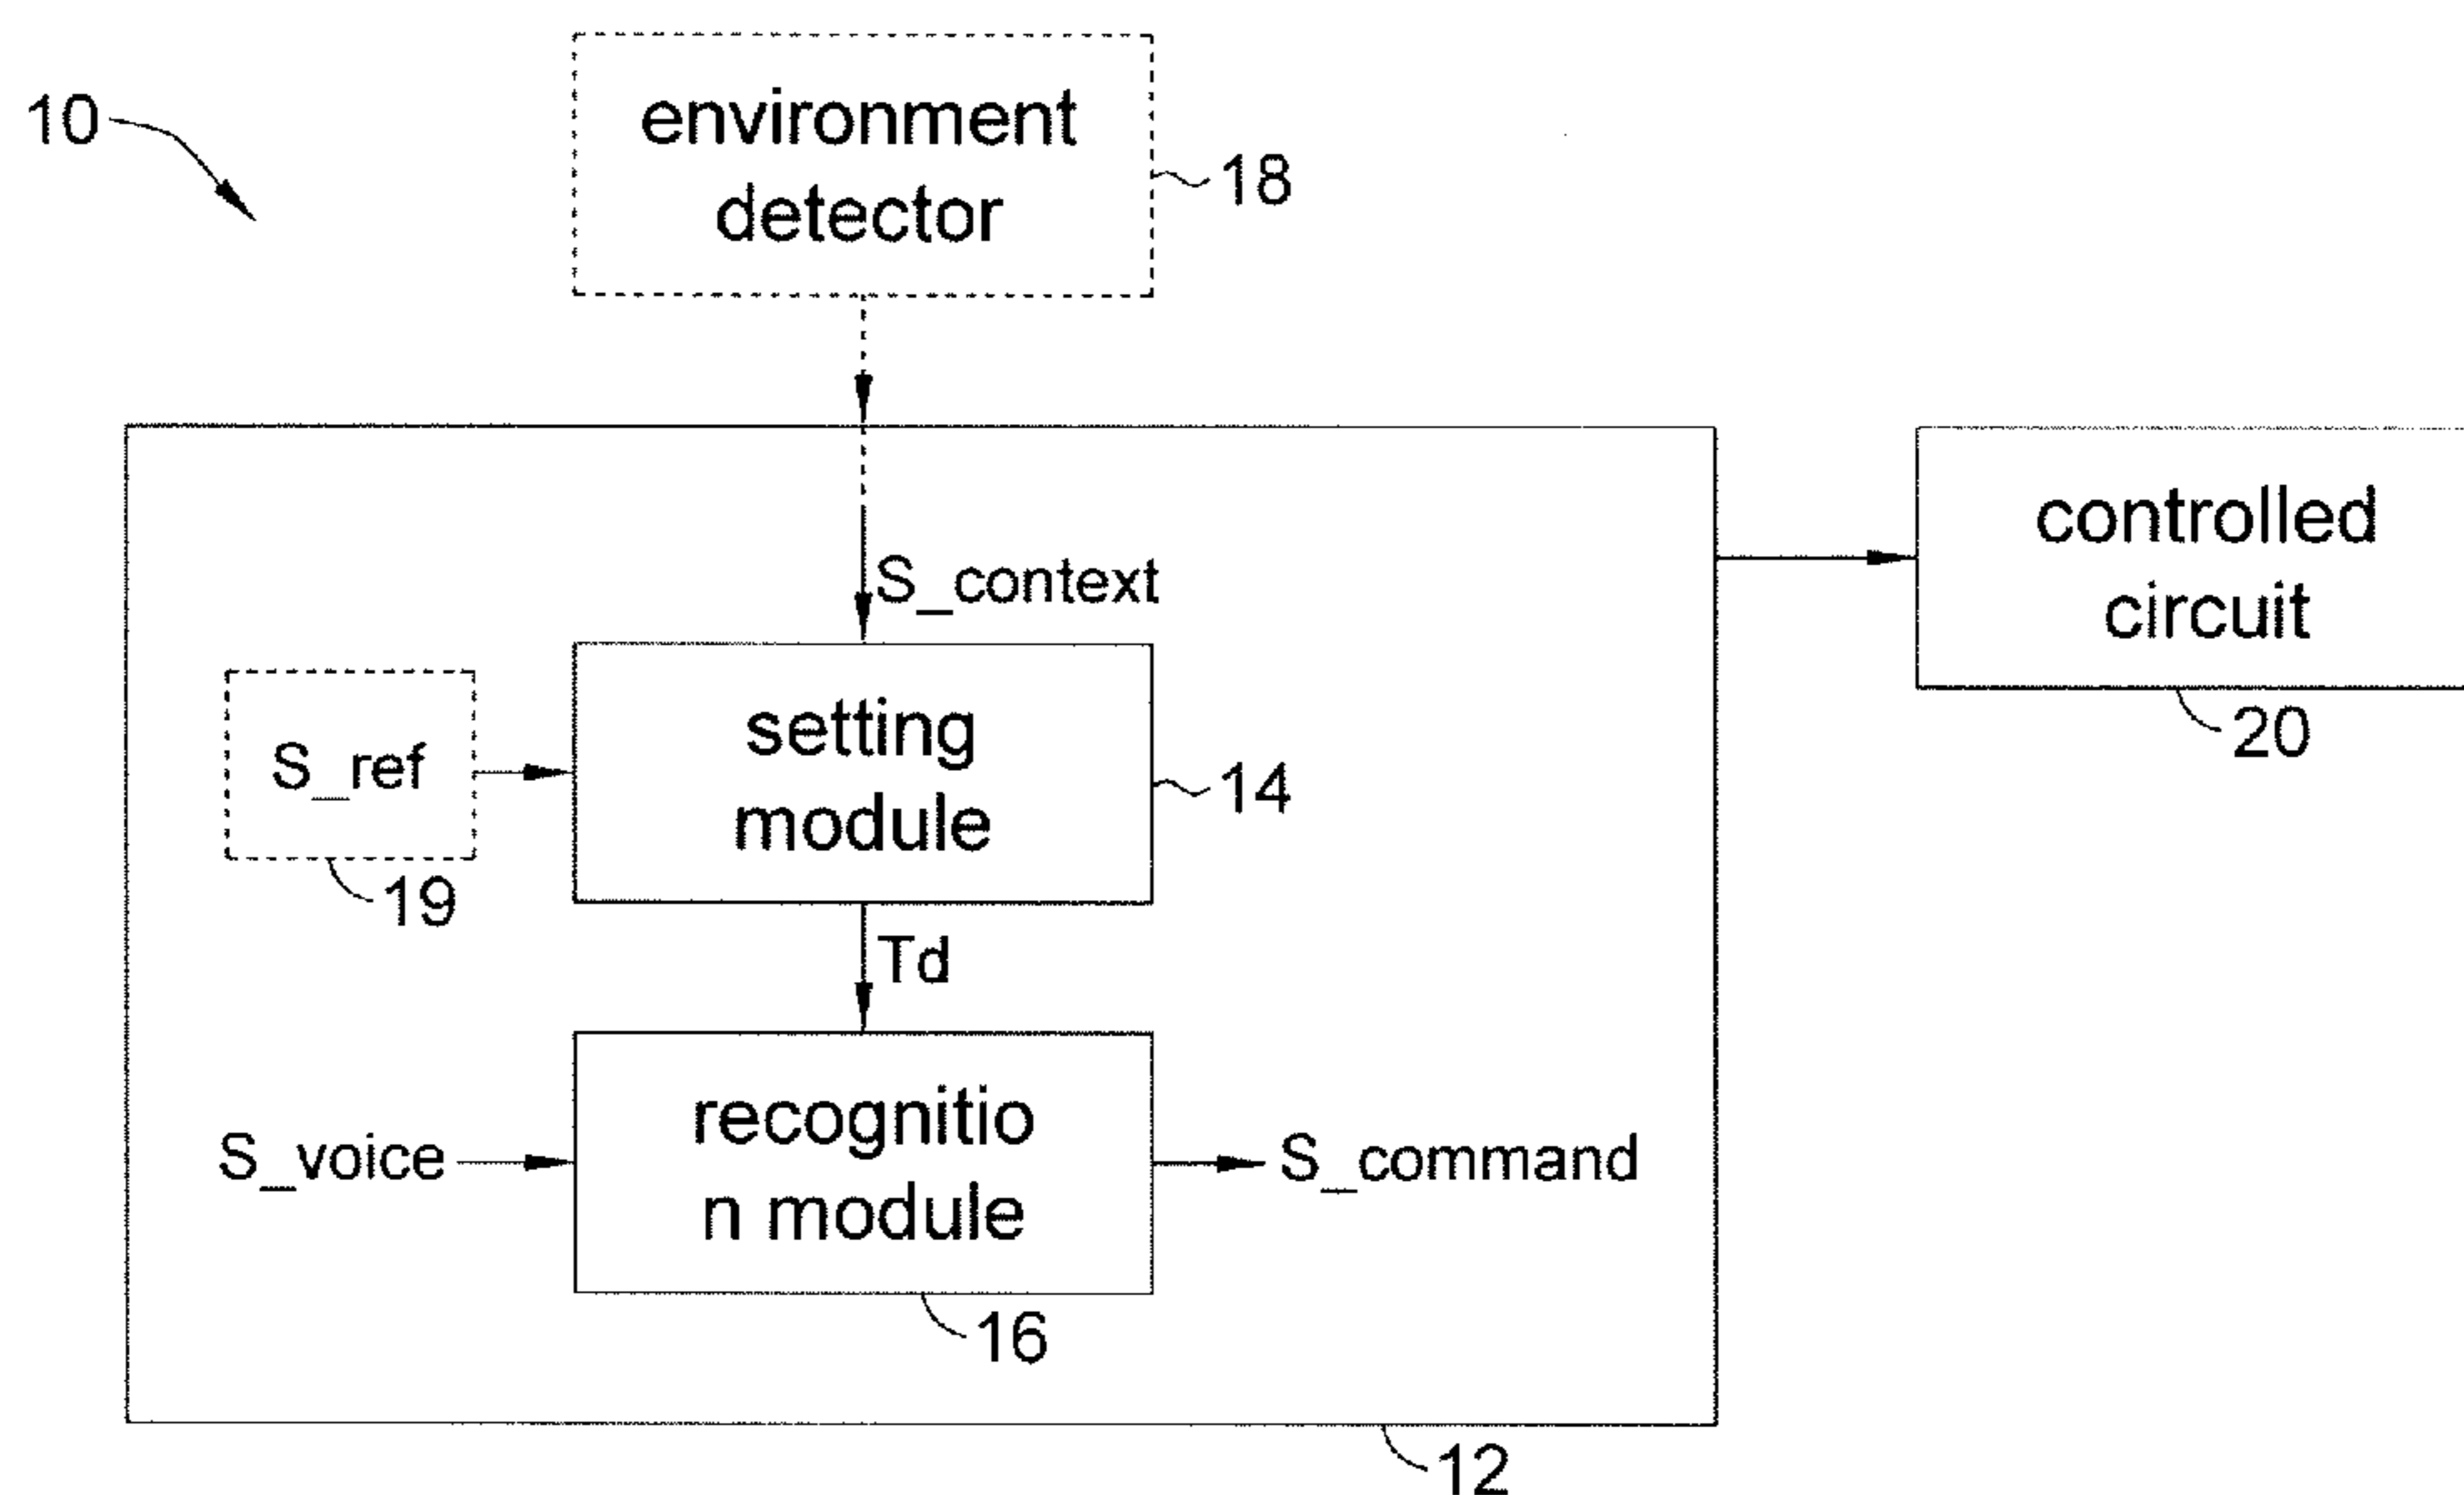 10
environment
detector
18
S_context
controlled
circuit
20
S_ref
19
setting
module
14
Td
S_voice
recognitio
n module
S_command
16
12